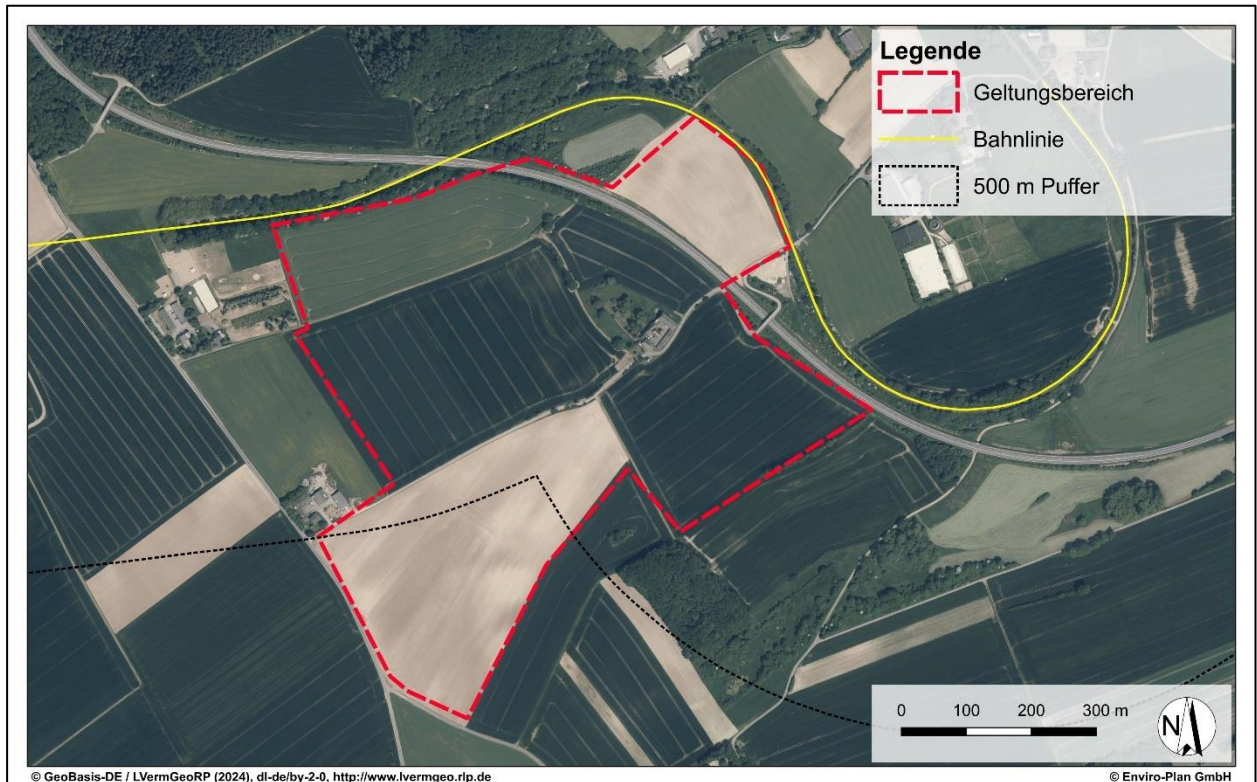 Legende
Geltungsbereich
Bahnlinie
500 m Puffer
0 100 200 300 m
N
© GeoBasis-DE / LVermGeoRP (2024), dl-de/by-2-0, http://www.lvermgeo.rlp.de
© Enviro-Plan GmbH